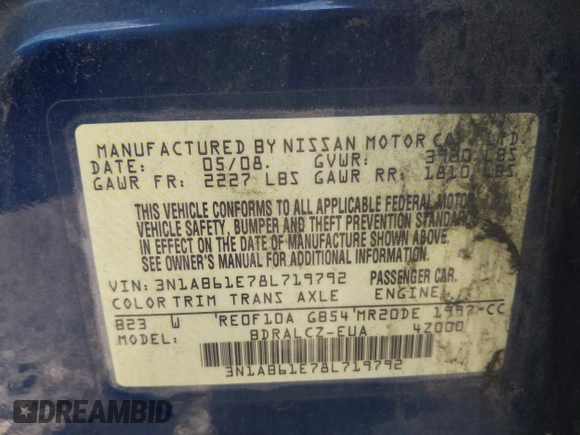 MANUFACTURED BY NISSAN MOTOR CO., LTD.
DATE: 05/08. GVWR: 3920 LBS
GAWR FR: 2227 LBS GAWR RR: 1810 LBS
THIS VEHICLE CONFORMS TO ALL APPLICABLE FEDERAL MOTOR
VEHICLE SAFETY, BUMPER AND THEFT PREVENTION STANDARDS
IN EFFECT ON THE DATE OF MANUFACTURE SHOWN ABOVE.
SEE OWNER'S MANUAL FOR ADDITIONAL INFORMATION.
VIN: 3N1AB61E78L719792 PASSENGER CAR.
COLOR TRIM TRANS AXLE ENGINE
B23 W RE0F10A GB54 MR20DE 1997-CC
MODEL: BDRALCZ-EUA 4Z000
3N1AB61E78L719792
DREAMBID